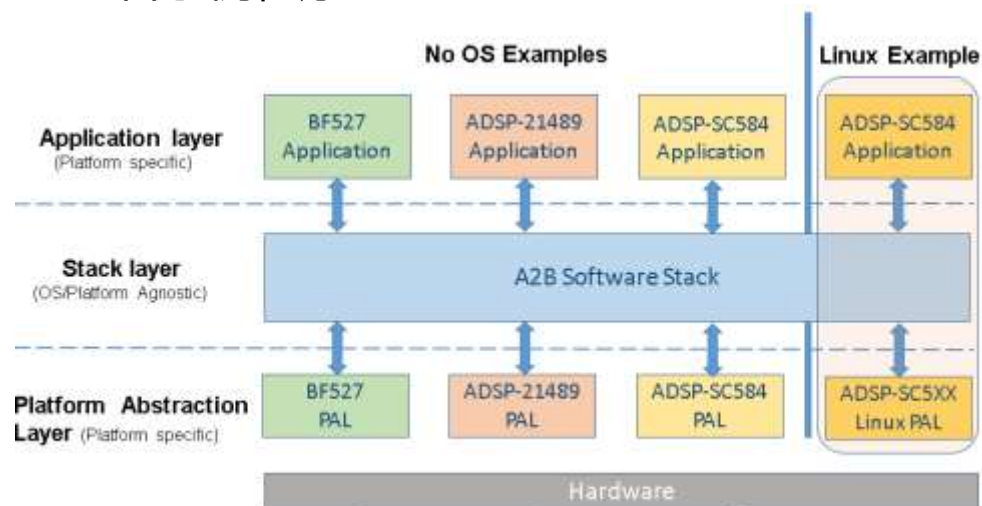 No OS Examples
Linux Example
Application layer
(Platform specific)
BF527
Application
ADSP-21489
Application
ADSP-SC584
Application
ADSP-SC584
Application
Stack layer
(OS/Platform Agnostic)
A2B Software Stack
Platform Abstraction
Layer (Platform specific)
BF527
PAL
ADSP-21489
PAL
ADSP-SC584
PAL
ADSP-SC5XX
Linux PAL
Hardware